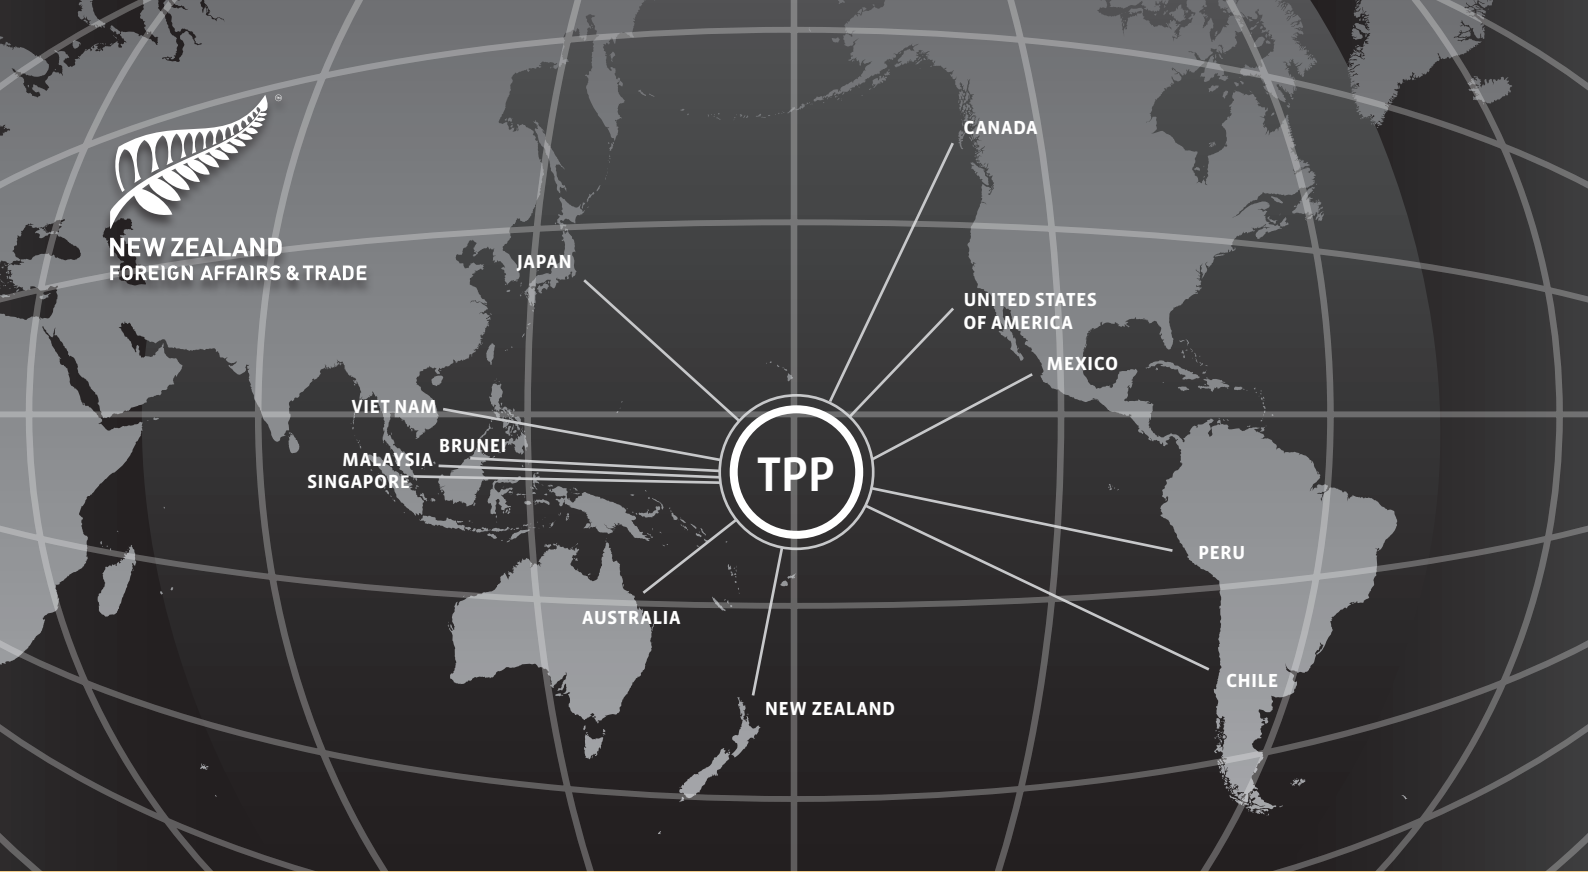 NEW ZEALAND
FOREIGN AFFAIRS & TRADE
CANADA
JAPAN
UNITED STATES
OF AMERICA
MEXICO
VIET NAM
BRUNEI
MALAYSIA
SINGAPORE
TPP
PERU
AUSTRALIA
CHILE
NEW ZEALAND